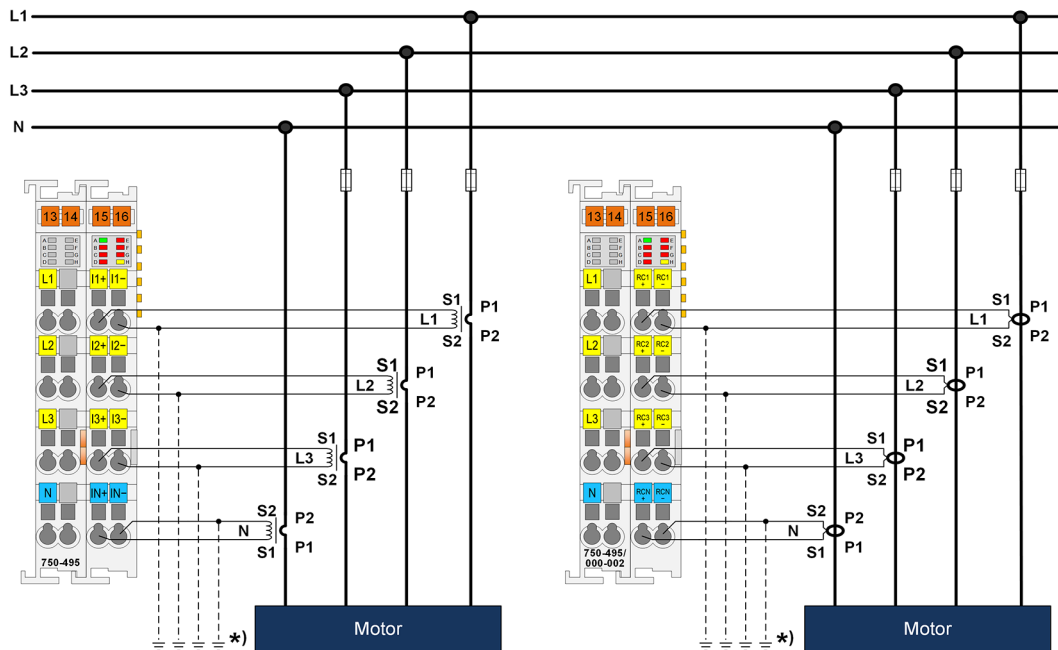 L1
L2
L3
N
13 14 15 16
A E A E
B F B F
C G C G
D H D H
L1 I1+ I1−
L2 I2+ I2−
L3 I3+ I3−
N IN+ IN−
750-495
S1 P1
L1
S2 P2
S1 P1
L2
S2 P2
S1 P1
L3
S2 P2
S2 P2
N
S1 P1
*)
Motor
13 14 15 16
A E A E
B F B F
C G C G
D H D H
L1 RC1 + RC1 −
L2 RC2 + RC2 −
L3 RC3 + RC3 −
N RCN + RCN −
750-495/
000-002
S1 P1
L1
S2 P2
S1 P1
L2
S2 P2
S1 P1
L3
S2 P2
S2 P2
N
S1 P1
*)
Motor